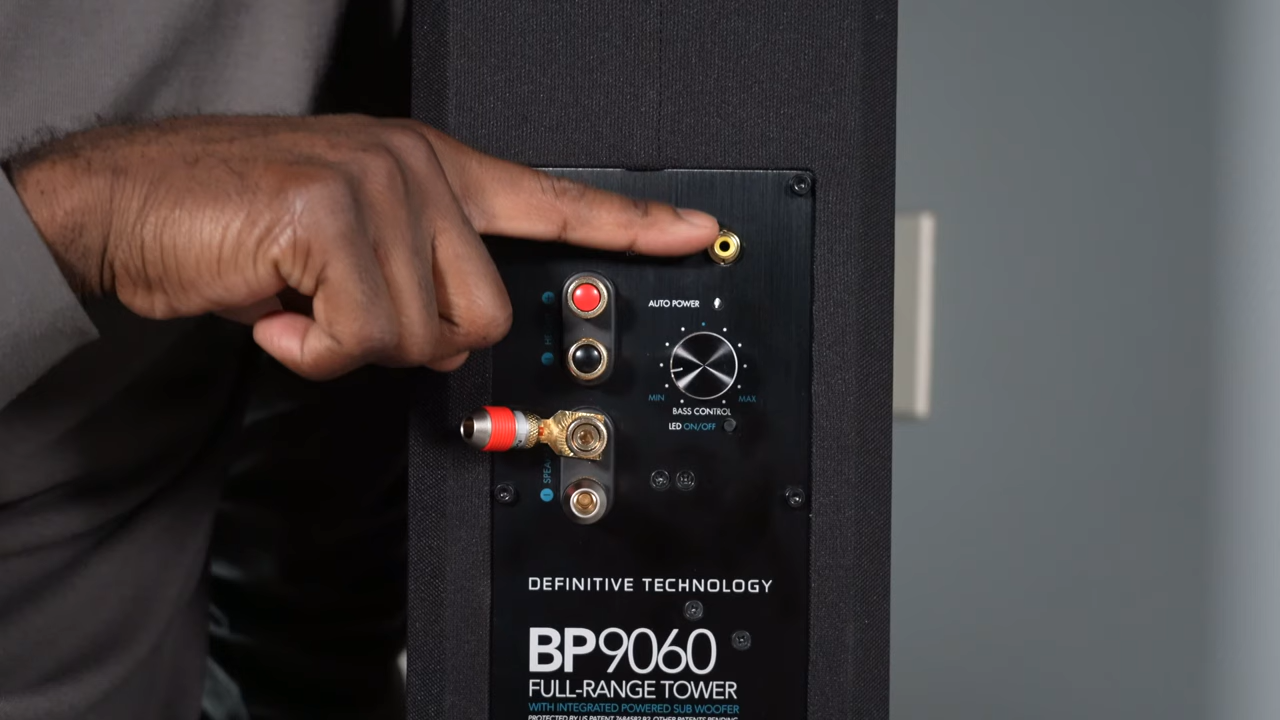 AUTO POWER
MIN
MAX
BASS CONTROL
LED ON/OFF
DEFINITIVE TECHNOLOGY
BP9060
FULL-RANGE TOWER
WITH INTEGRATED POWERED SUB WOOFER